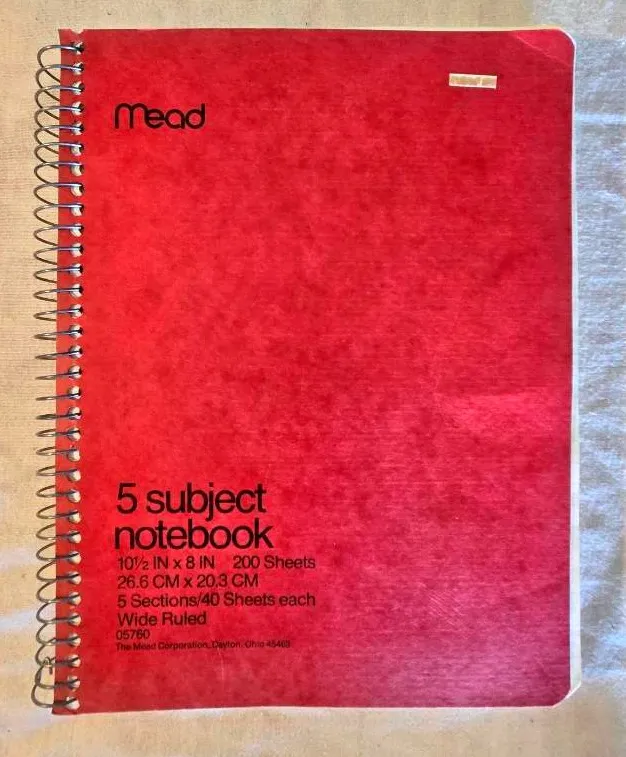 mead
5 subject
notebook
10½ IN x 8 IN 200 Sheets
26.6 CM x 20.3 CM
5 Sections/40 Sheets each
Wide Ruled
05760
The Mead Corporation, Dayton, Ohio 45463